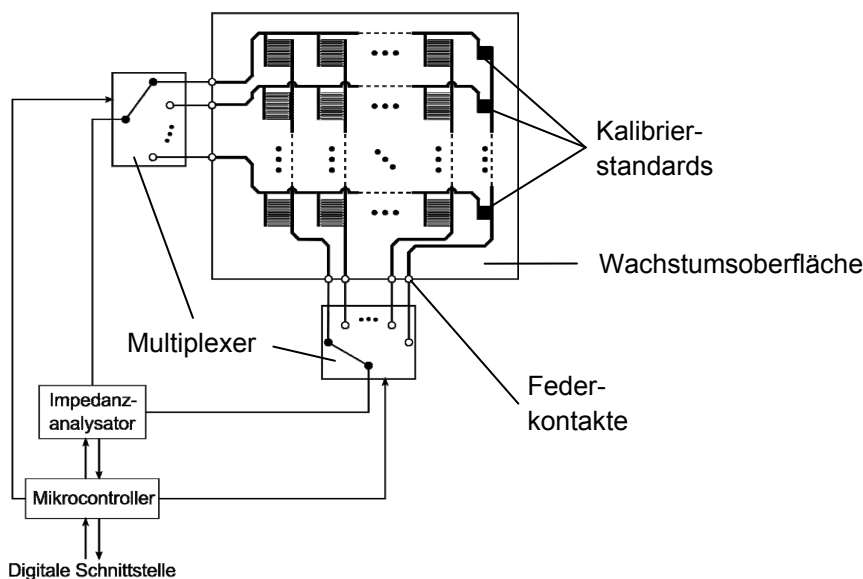 Kalibrier-
standards
Wachstumsoberfläche
Multiplexer
Feder-
kontakte
Impedanz-
analysator
Mikrocontroller
Digitale Schnittstelle